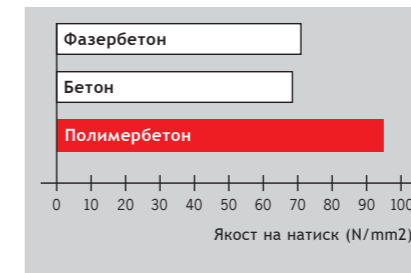 Фазербетон
Бетон
Полимербетон
0 10 20 30 40 50 60 70 80 90 100
Якост на натиск (N/mm2)